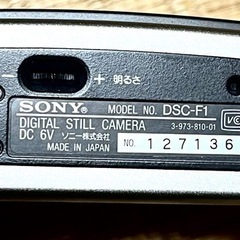 − + 明るさ
SONY MODEL NO. DSC-F1
DIGITAL STILL CAMERA 3-973-810-01
DC 6V ソニー株式会社
MADE IN JAPAN NO. 127136